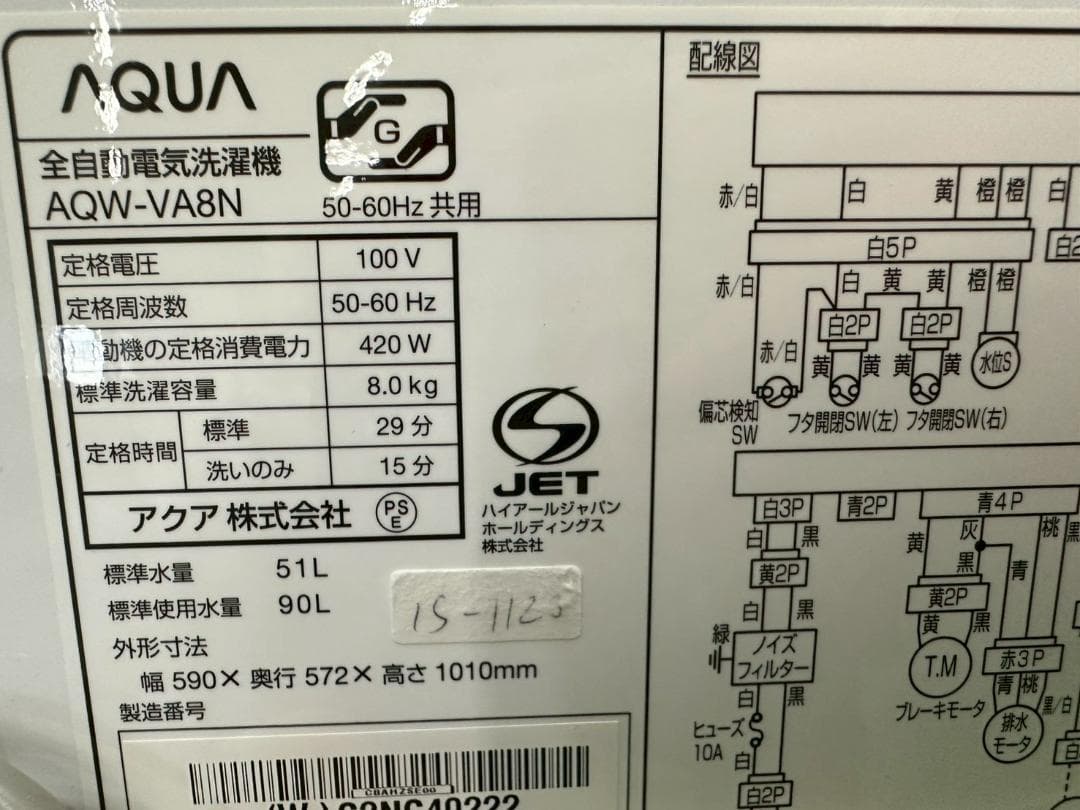 AQUA
G
全自動電気洗濯機
AQW-VA8N
50-60Hz 共用
定格電圧 100 V
定格周波数 50-60 Hz
動機の定格消費電力 420 W
標準洗濯容量 8.0 kg
定格時間
標準 29 分
洗いのみ 15 分
アクア 株式会社
PS
E
JET
ハイアールジャパン
ホールディングス
株式会社
標準水量 51L
標準使用水量 90L
外形寸法
幅 590× 奥行 572× 高さ 1010mm
製造番号
CBAHZSE00
配線図
赤/白 白 黄 橙 橙 白
白5P
赤/白 白 黄 黄 橙 橙
白2P 白2P
赤/白 黄 黄 黄 黄 水位S
偏芯検知
SW
フタ開閉SW(左) フタ開閉SW(右)
白3P 青2P 青4P
白 黒 黄 灰 桃 黒
黒 青
黄2P 黄2P
白 黒 黄 黒
緑 ノイズ
フィルター
T.M 赤3P
青 桃
白 黒 ブレーキモータ 黒/白
排水
モータ
ヒューズ
10A
白
白2P